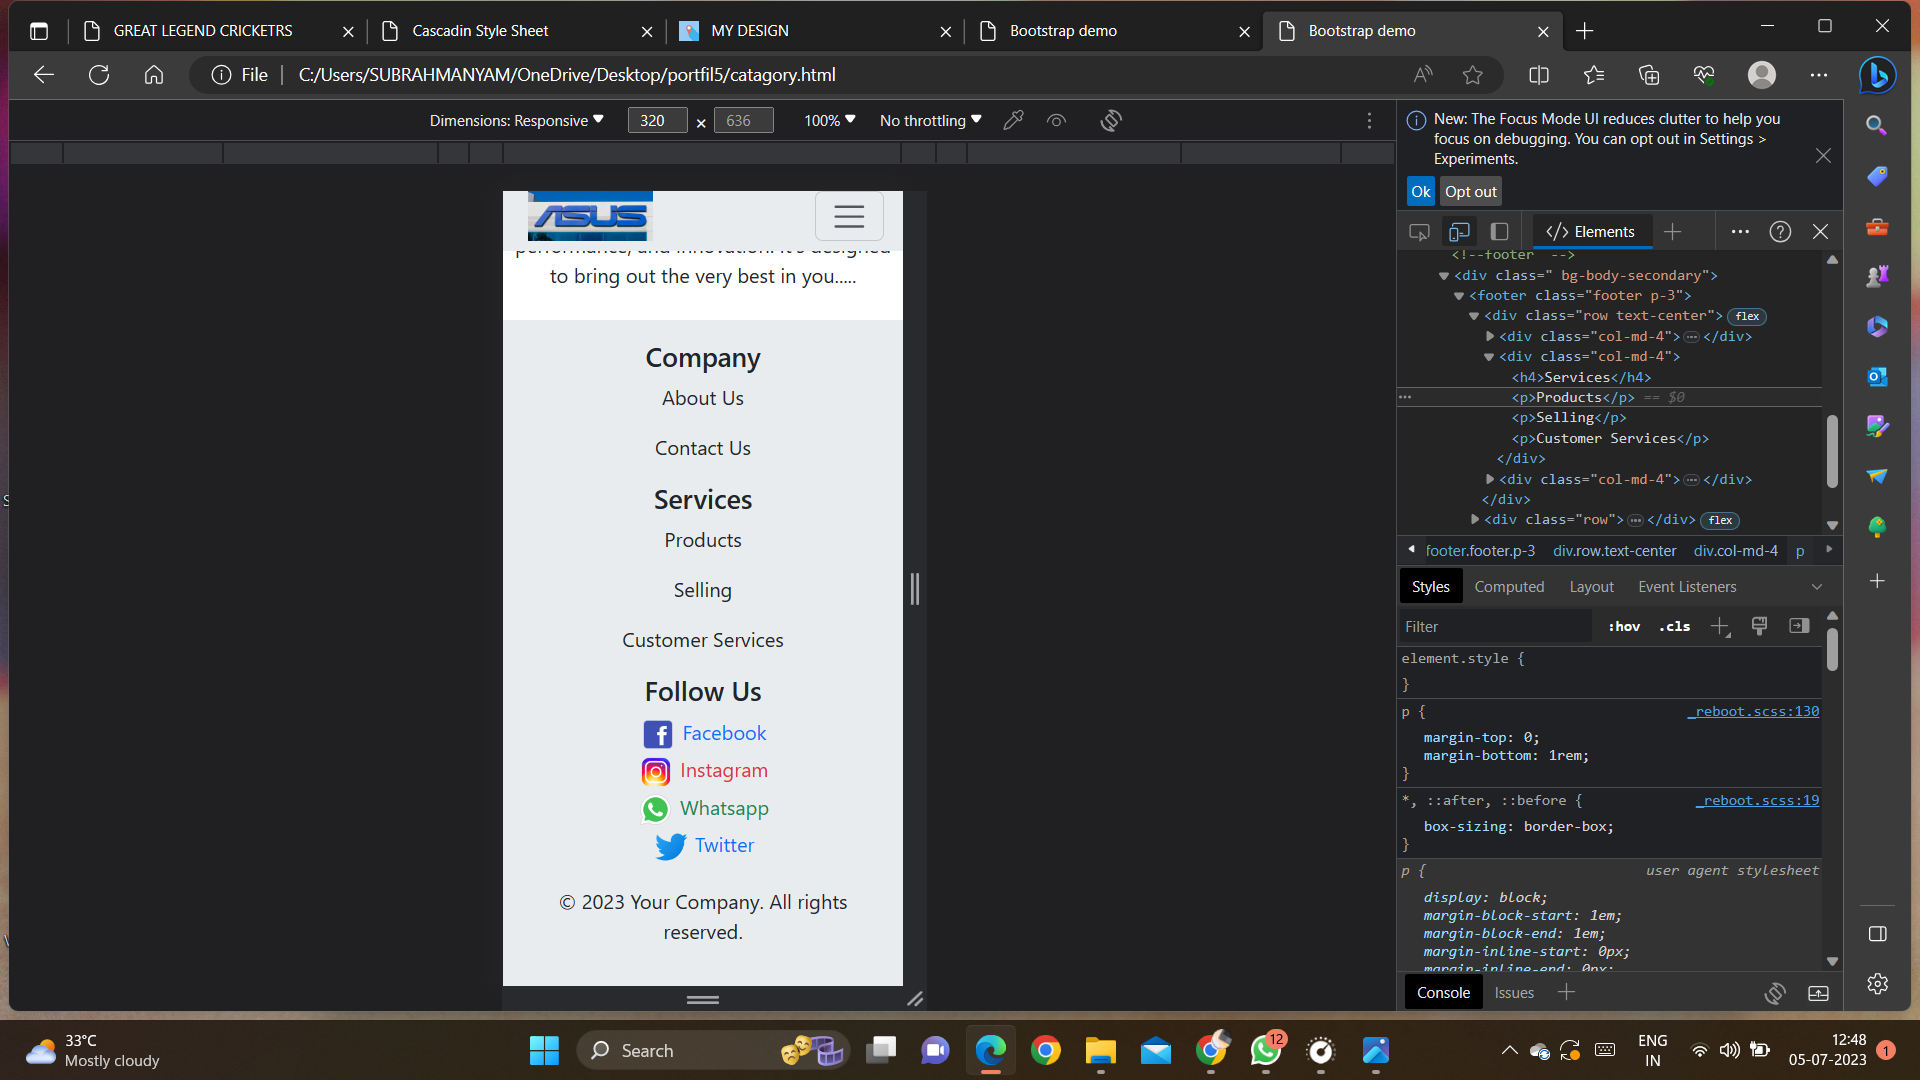 GREAT LEGEND CRICKETRS
Cascadin Style Sheet
MY DESIGN
Bootstrap demo
Bootstrap demo
File
C:/Users/SUBRAHMANYAM/OneDrive/Desktop/portfil5/catagory.html
Dimensions: Responsive
320 × 636
100%
No throttling
New: The Focus Mode UI reduces clutter to help you
focus on debugging. You can opt out in Settings >
Experiments.
Ok
Opt out
ASUS
performance, and innovation. It's designed
to bring out the very best in you.....
Company
About Us
Contact Us
Services
Products
Selling
Customer Services
Follow Us
Facebook
Instagram
Whatsapp
Twitter
© 2023 Your Company. All rights
reserved.
Elements
<!--footer -->
<div class=" bg-body-secondary">
<footer class="footer p-3">
<div class="row text-center"> flex
<div class="col-md-4"> … </div>
<div class="col-md-4">
<h4>Services</h4>
<p>Products</p> == $0
<p>Selling</p>
<p>Customer Services</p>
</div>
<div class="col-md-4"> … </div>
</div>
<div class="row"> … </div> flex
footer.footer.p-3 div.row.text-center div.col-md-4 p
Styles Computed Layout Event Listeners
Filter :hov .cls
element.style {
}
p { _reboot.scss:130
margin-top: 0;
margin-bottom: 1rem;
}
*, ::after, ::before { _reboot.scss:19
box-sizing: border-box;
}
p { user agent stylesheet
display: block;
margin-block-start: 1em;
margin-block-end: 1em;
margin-inline-start: 0px;
margin-inline-end: 0px;
Console Issues
33°C
Mostly cloudy
Search
12
ENG
IN
12:48
05-07-2023
1